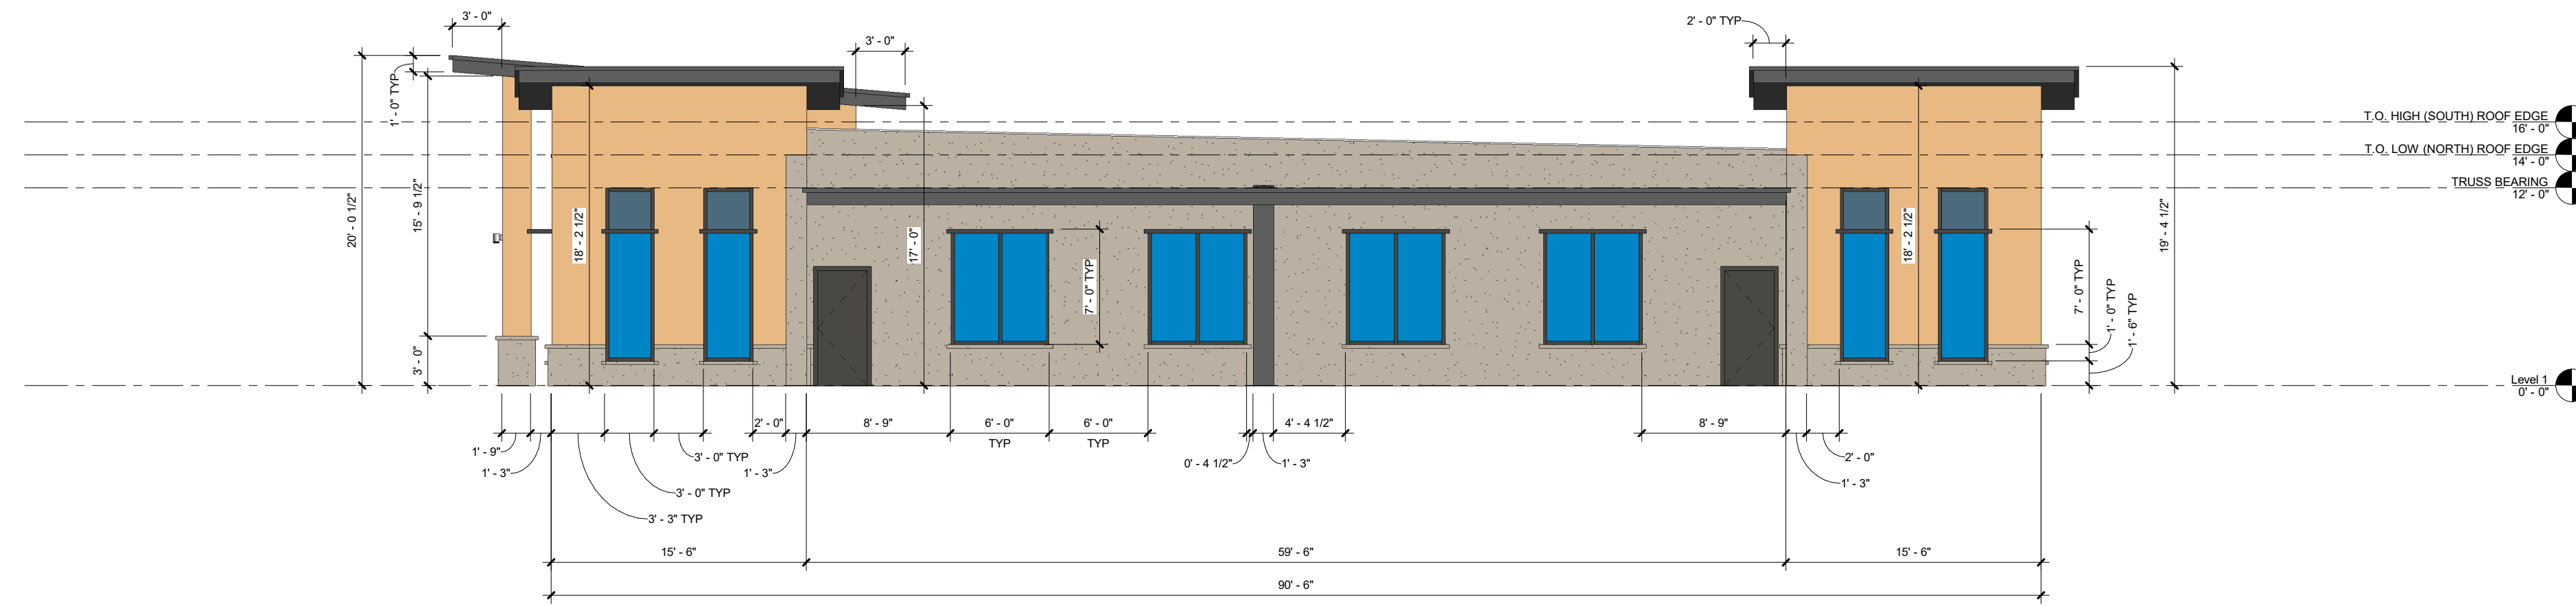 3' - 0"
2' - 0" TYP
3' - 0"
1' - 0" TYP
T.O. HIGH (SOUTH) ROOF EDGE
16' - 0"
T.O. LOW (NORTH) ROOF EDGE
14' - 0"
TRUSS BEARING
12' - 0"
20' - 0 1/2"
15' - 9 1/2"
18' - 2 1/2"
17' - 0"
7' - 0" TYP
18' - 2 1/2"
19' - 4 1/2"
7' - 0" TYP
1' - 0" TYP
1' - 6" TYP
3' - 0"
Level 1
0' - 0"
2' - 0"
8' - 9"
6' - 0"
TYP
6' - 0"
TYP
4' - 4 1/2"
8' - 9"
1' - 9"
1' - 3"
3' - 0" TYP
1' - 3"
0' - 4 1/2"
1' - 3"
2' - 0"
1' - 3"
3' - 0" TYP
3' - 3" TYP
15' - 6"
59' - 6"
15' - 6"
90' - 6"